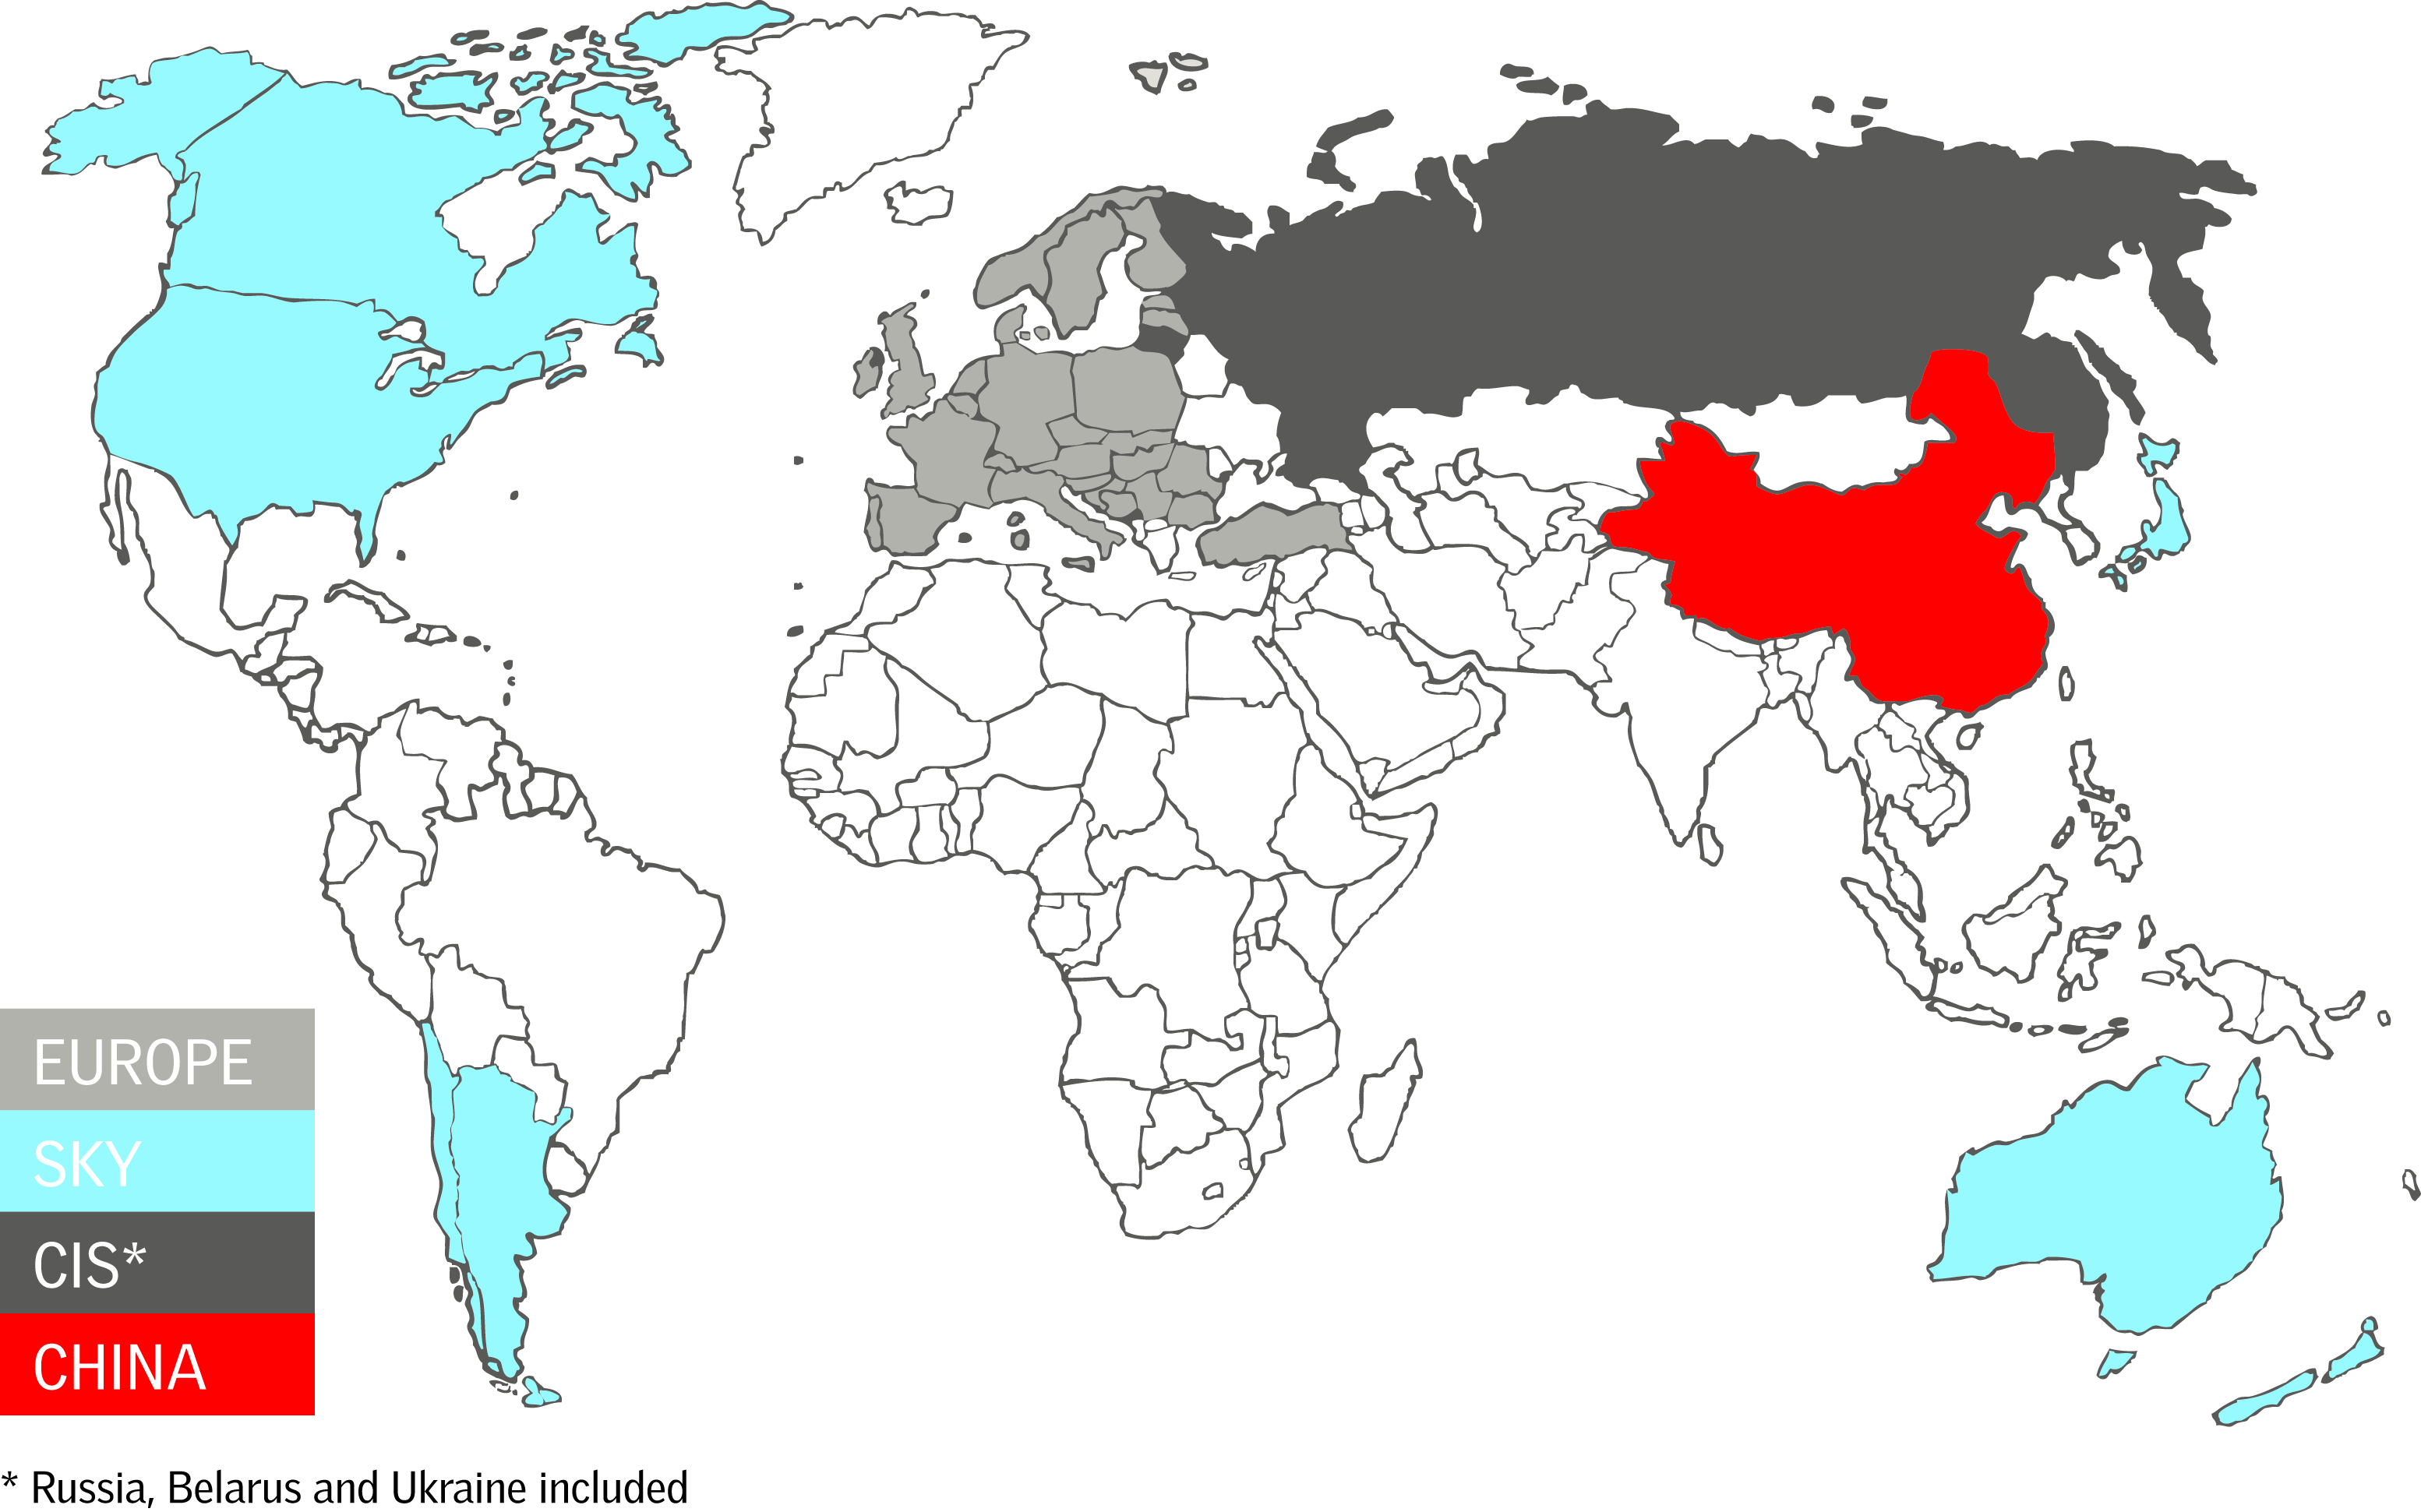 EUROPE
SKY
CIS*
CHINA
* Russia, Belarus and Ukraine included